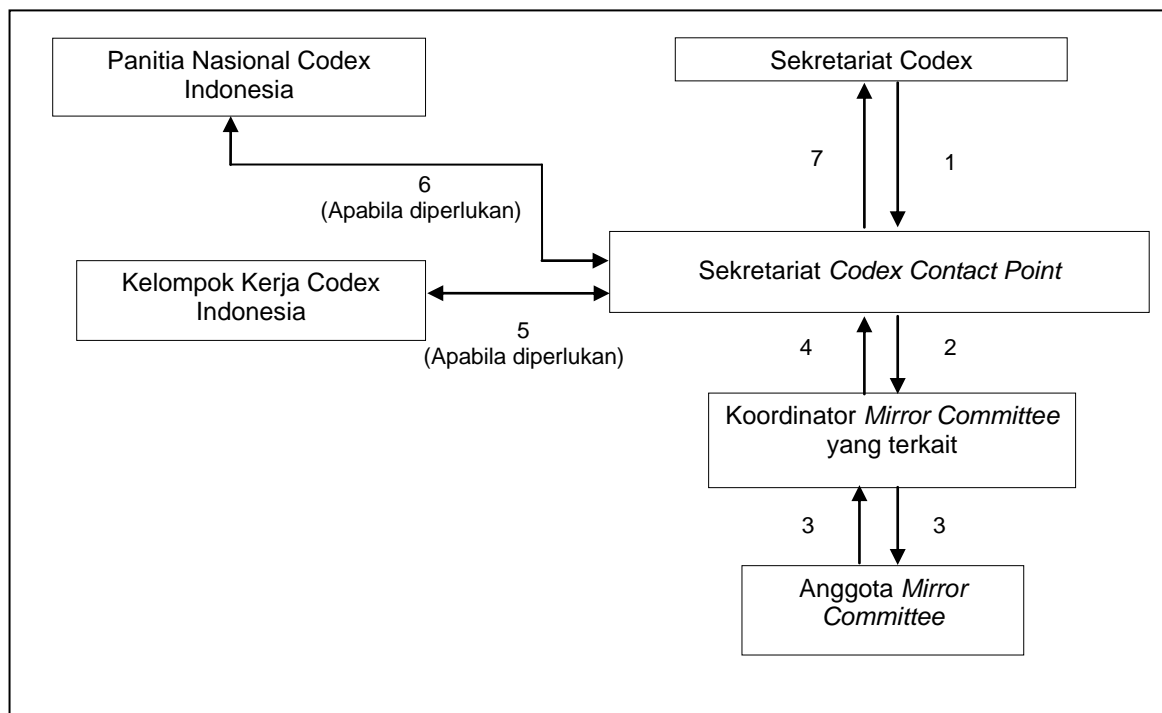 Panitia Nasional Codex
Indonesia
Sekretariat Codex
7
1
6
(Apabila diperlukan)
Sekretariat Codex Contact Point
Kelompok Kerja Codex
Indonesia
5
(Apabila diperlukan)
4
2
Koordinator Mirror Committee
yang terkait
3
3
Anggota Mirror
Committee